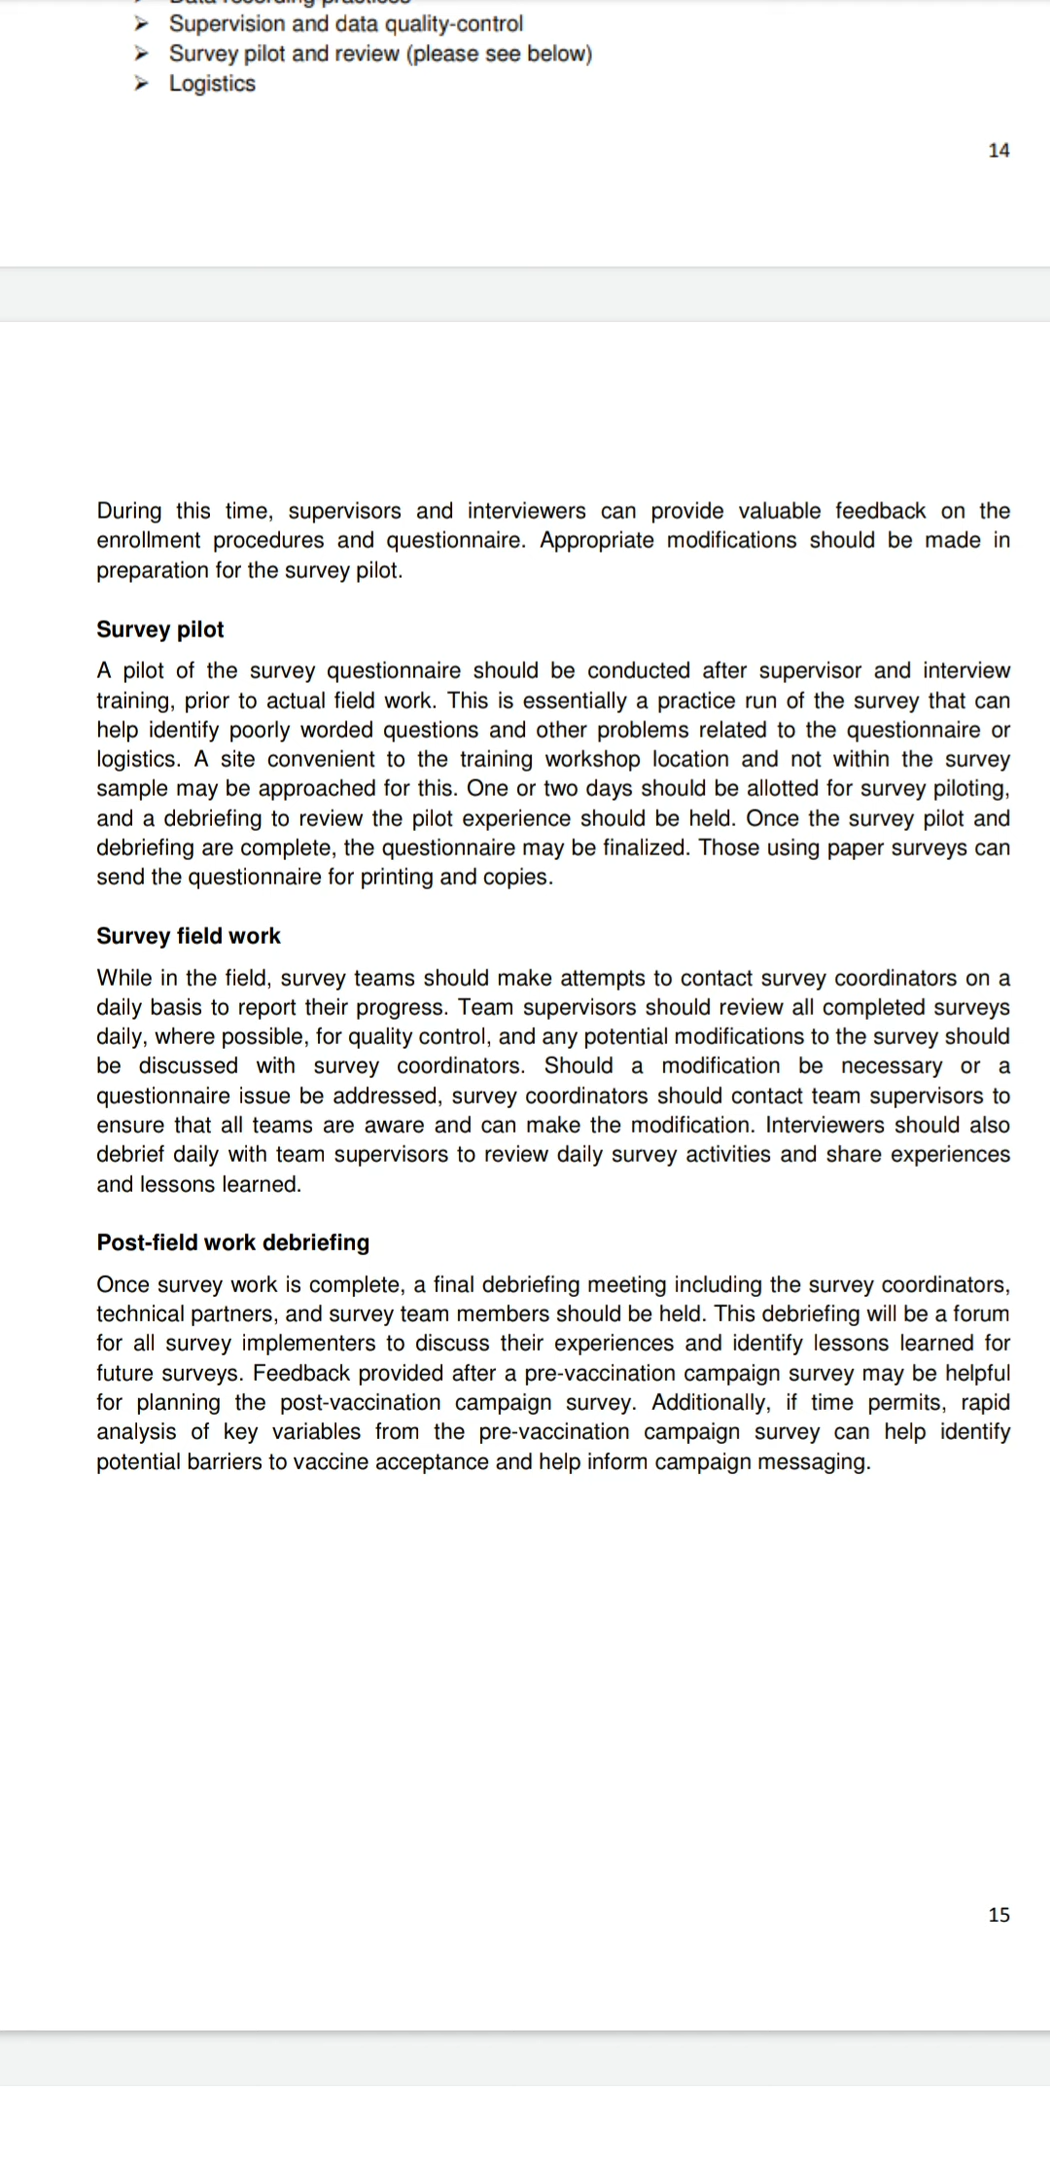 Data recording practices
➤ Supervision and data quality-control
➤ Survey pilot and review (please see below)
➤ Logistics
14
During this time, supervisors and interviewers can provide valuable feedback on the
enrollment procedures and questionnaire. Appropriate modifications should be made in
preparation for the survey pilot.
Survey pilot
A pilot of the survey questionnaire should be conducted after supervisor and interview
training, prior to actual field work. This is essentially a practice run of the survey that can
help identify poorly worded questions and other problems related to the questionnaire or
logistics. A site convenient to the training workshop location and not within the survey
sample may be approached for this. One or two days should be allotted for survey piloting,
and a debriefing to review the pilot experience should be held. Once the survey pilot and
debriefing are complete, the questionnaire may be finalized. Those using paper surveys can
send the questionnaire for printing and copies.
Survey field work
While in the field, survey teams should make attempts to contact survey coordinators on a
daily basis to report their progress. Team supervisors should review all completed surveys
daily, where possible, for quality control, and any potential modifications to the survey should
be discussed with survey coordinators. Should a modification be necessary or a
questionnaire issue be addressed, survey coordinators should contact team supervisors to
ensure that all teams are aware and can make the modification. Interviewers should also
debrief daily with team supervisors to review daily survey activities and share experiences
and lessons learned.
Post-field work debriefing
Once survey work is complete, a final debriefing meeting including the survey coordinators,
technical partners, and survey team members should be held. This debriefing will be a forum
for all survey implementers to discuss their experiences and identify lessons learned for
future surveys. Feedback provided after a pre-vaccination campaign survey may be helpful
for planning the post-vaccination campaign survey. Additionally, if time permits, rapid
analysis of key variables from the pre-vaccination campaign survey can help identify
potential barriers to vaccine acceptance and help inform campaign messaging.
15